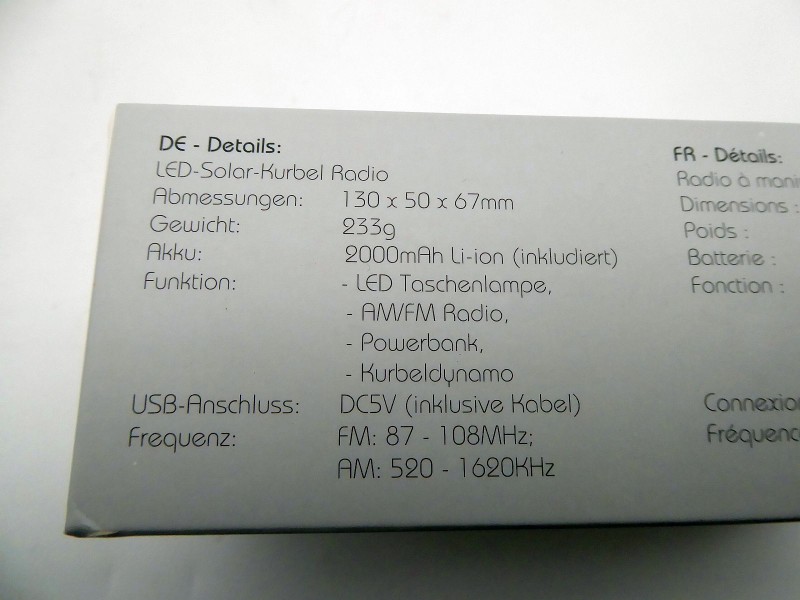 DE - Details:
LED-Solar-Kurbel Radio
Abmessungen: 130 x 50 x 67mm
Gewicht: 233g
Akku: 2000mAh Li-ion (inkludiert)
Funktion: - LED Taschenlampe,
- AM/FM Radio,
- Powerbank,
- Kurbeldynamo
USB-Anschluss: DC5V (inklusive Kabel)
Frequenz: FM: 87 - 108MHz;
AM: 520 - 1620KHz
FR - Détails:
Radio à
Dimensions :
Poids :
Batterie :
Fonction :